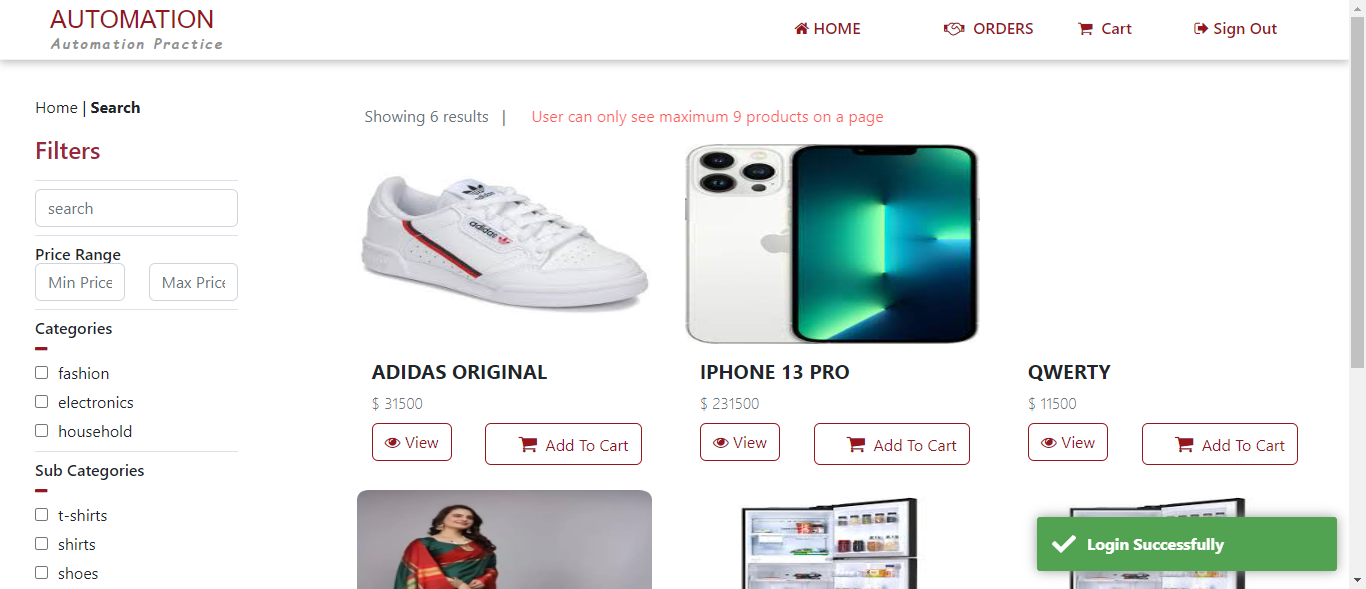 AUTOMATION
Automation Practice
HOME
ORDERS
Cart
Sign Out
Home | Search
Filters
search
Price Range
Min Price
Max Price
Categories
fashion
electronics
household
Sub Categories
t-shirts
shirts
shoes
Showing 6 results |
User can only see maximum 9 products on a page
adidas
ADIDAS ORIGINAL
$ 31500
View
Add To Cart
IPHONE 13 PRO
$ 231500
View
Add To Cart
QWERTY
$ 11500
View
Add To Cart
Login Successfully